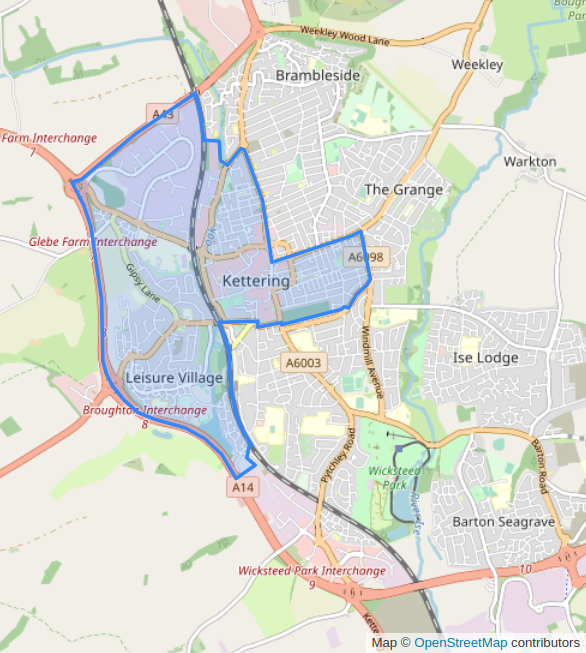 Weekley Wood Lane
Brambleside
Weekley
A43
Farm Interchange
7
Warkton
The Grange
Glebe Farm Interchange
A6098
Gipsy Lane
Kettering
8
Windmill Avenue
Ise Lodge
A6003
Leisure Village
Broughton Interchange
8
Pytchley Road
Barton Road
Wicksteed
Park
River Ise
A14
Barton Seagrave
Wicksteed Park Interchange
9
10
Kette
Map © OpenStreetMap contributors